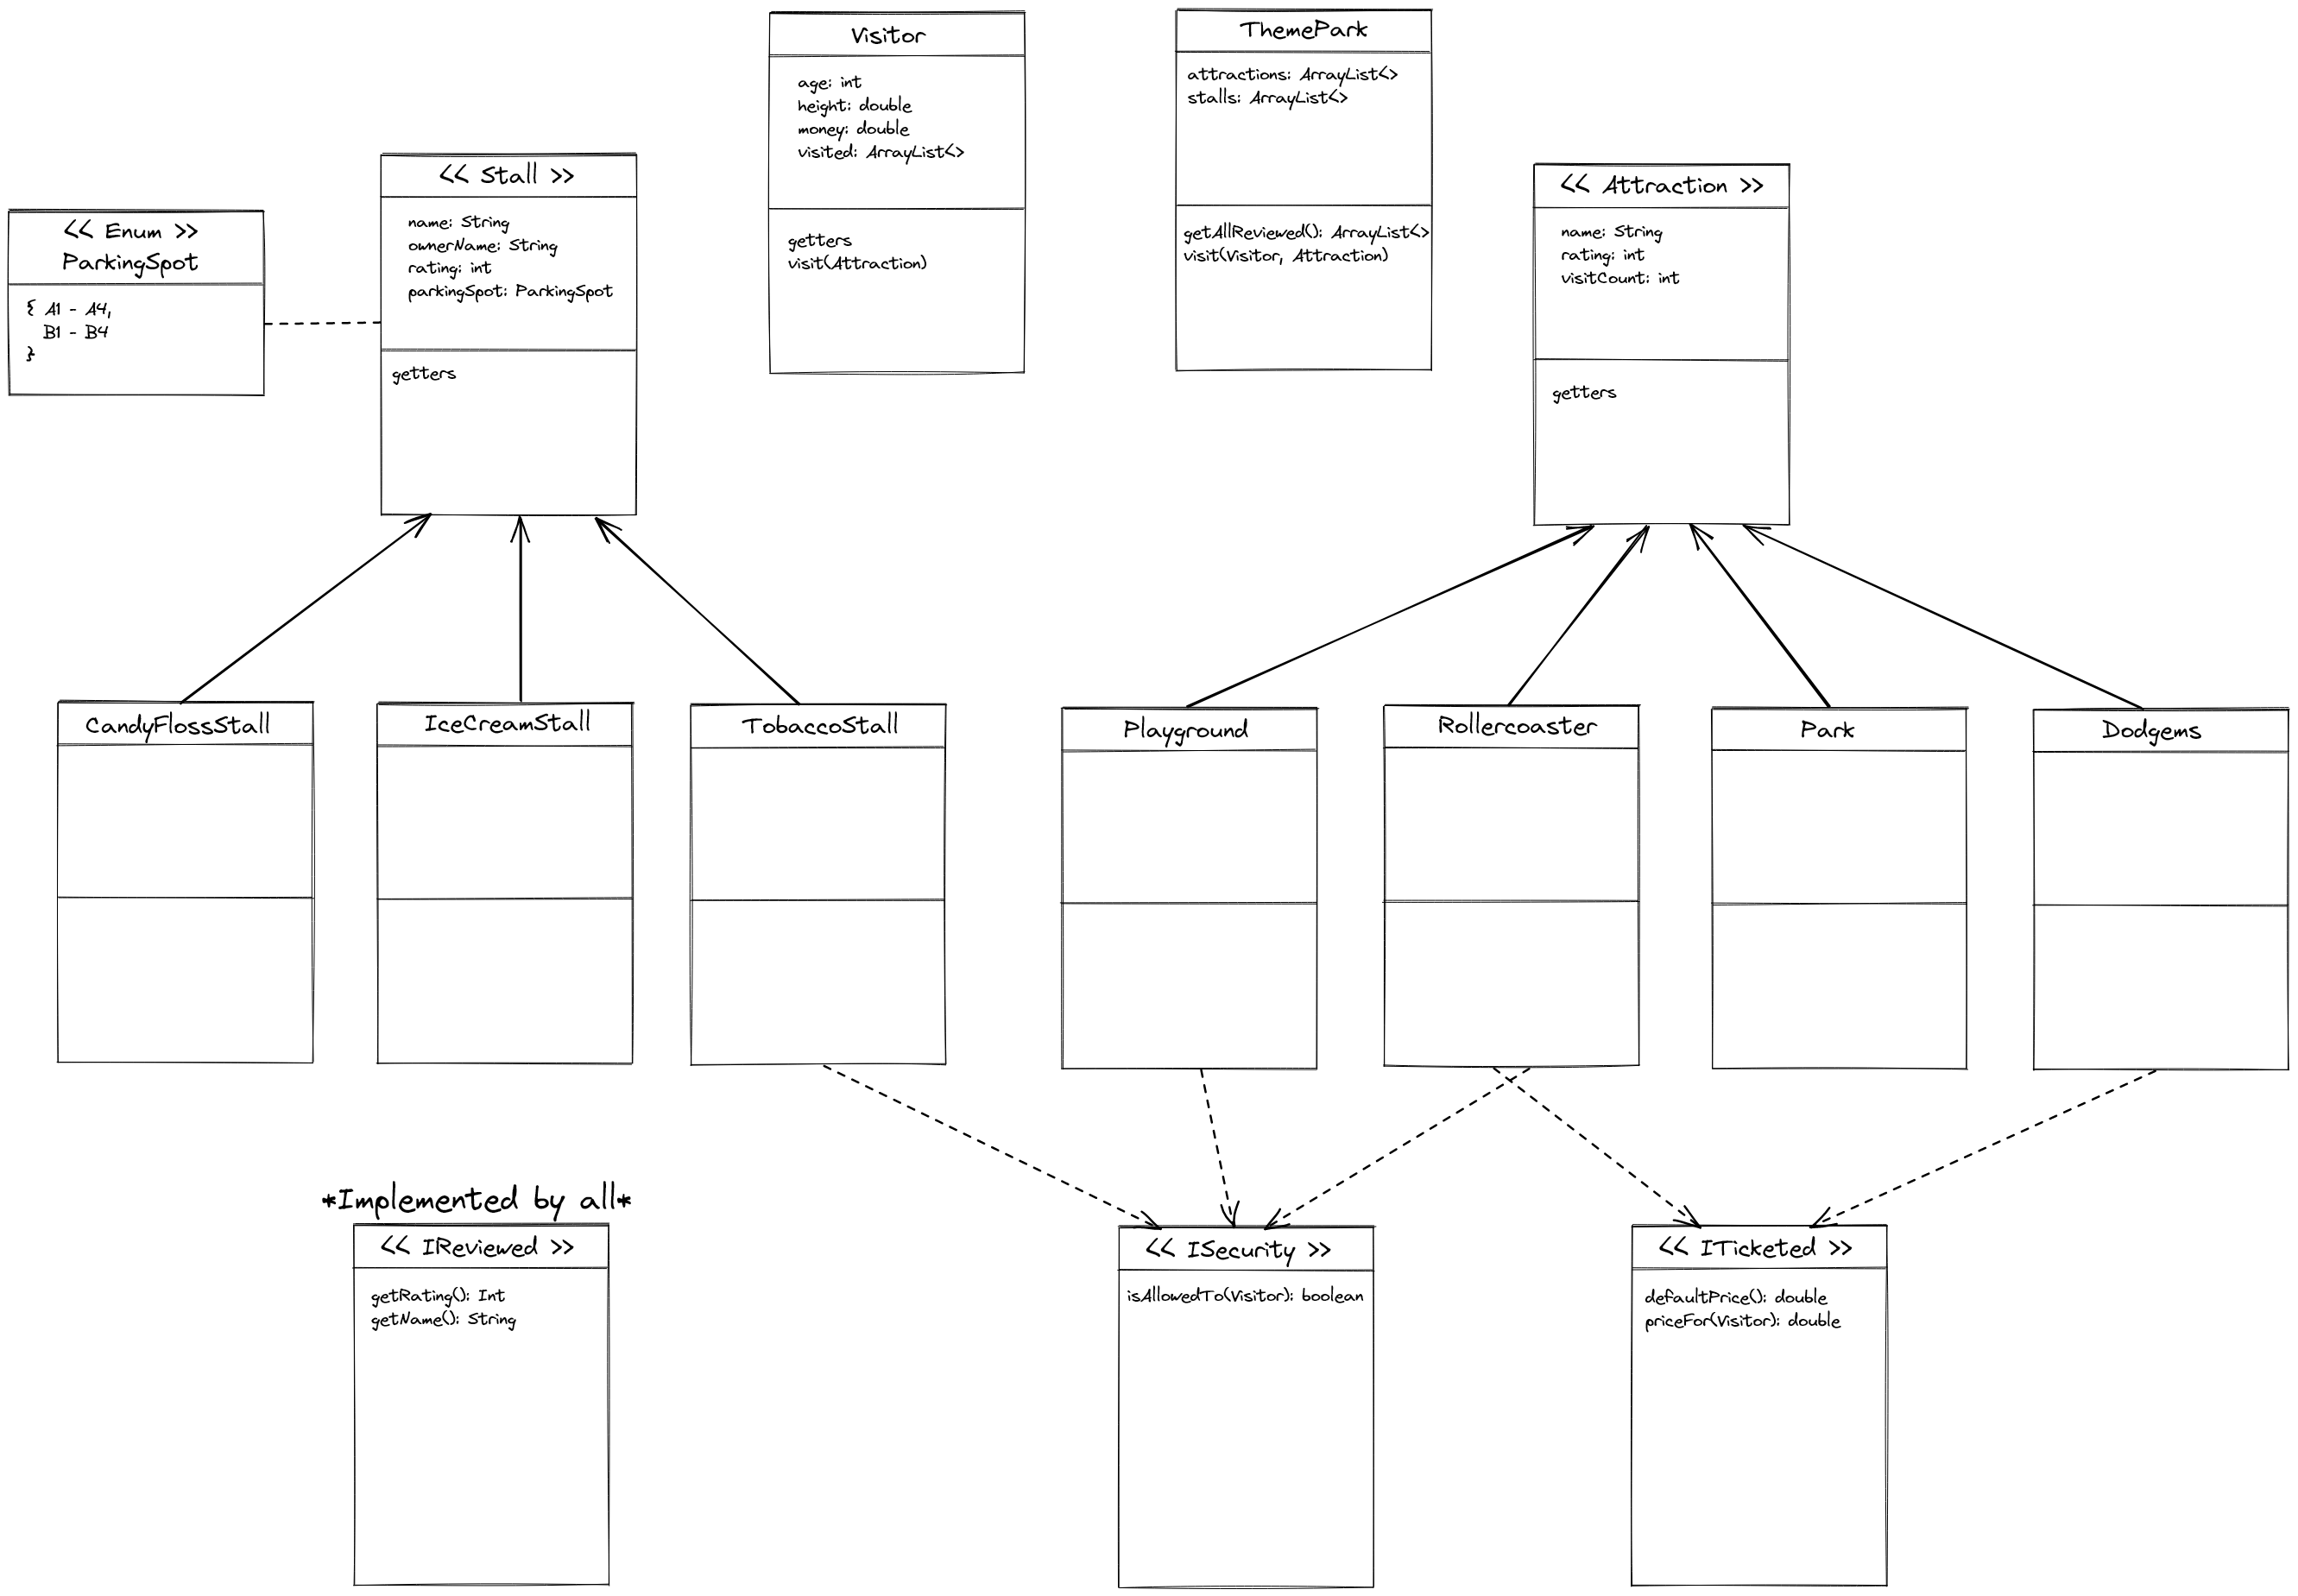 Visitor
age: int
height: double
money: double
visited: ArrayList<>
getters
visit(Attraction)
ThemePark
attractions: ArrayList<>
stalls: ArrayList<>
getAllReviewed(): ArrayList<>
visit(Visitor, Attraction)
<< Enum >>
ParkingSpot
{ A1 - A4,
B1 - B4
}
<< Stall >>
name: String
ownerName: String
rating: int
parkingSpot: ParkingSpot
getters
<< Attraction >>
name: String
rating: int
visitCount: int
getters
CandyFlossStall
IceCreamStall
TobaccoStall
Playground
Rollercoaster
Park
Dodgems
*Implemented by all*
<< IReviewed >>
getRating(): Int
getName(): String
<< ISecurity >>
isAllowedTo(Visitor): boolean
<< ITicketed >>
defaultPrice(): double
priceFor(Visitor): double